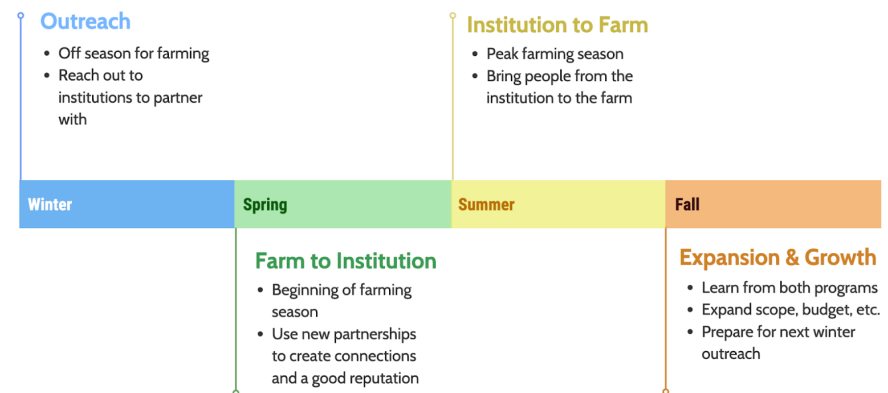 Outreach
• Off season for farming
• Reach out to
institutions to partner
with
Institution to Farm
• Peak farming season
• Bring people from the
institution to the farm
Winter
Spring
Summer
Fall
Farm to Institution
• Beginning of farming
season
• Use new partnerships
to create connections
and a good reputation
Expansion & Growth
• Learn from both programs
• Expand scope, budget, etc.
• Prepare for next winter
outreach